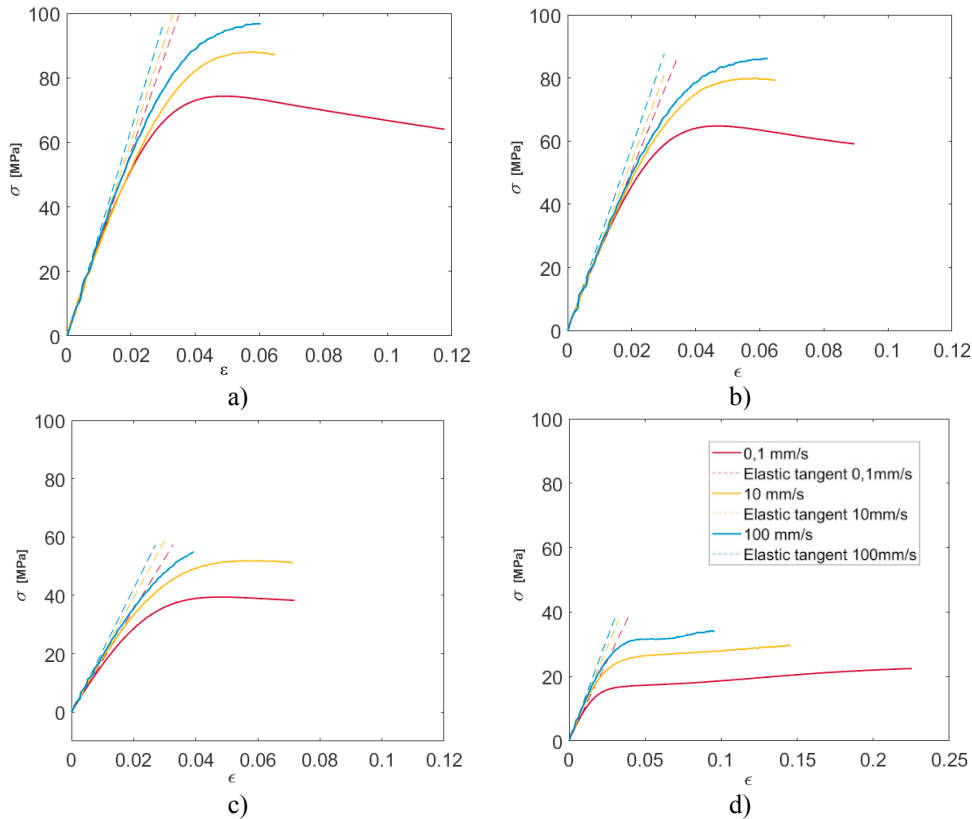 100
80
60
40
20
0
σ [MPa]
0 0.02 0.04 0.06 0.08 0.10 0.12
ε
a)
100
80
60
40
20
0
σ [MPa]
0 0.02 0.04 0.06 0.08 0.10 0.12
ϵ
b)
100
80
60
40
20
0
σ [MPa]
0 0.02 0.04 0.06 0.08 0.10 0.12
ϵ
c)
100
80
60
40
20
0
σ [MPa]
0,1 mm/s
Elastic tangent 0,1mm/s
10 mm/s
Elastic tangent 10mm/s
100 mm/s
Elastic tangent 100mm/s
0 0.05 0.1 0.15 0.20 0.25
ϵ
d)